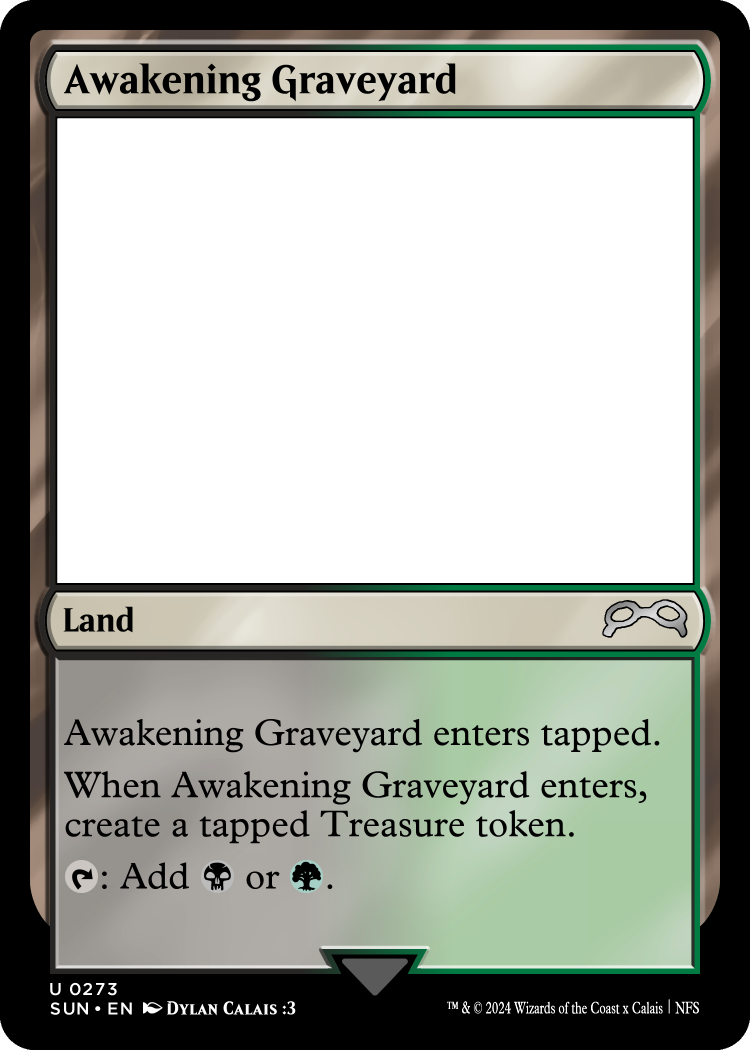 Awakening Graveyard
Land
Awakening Graveyard enters tapped.
When Awakening Graveyard enters,
create a tapped Treasure token.
: Add or .
U 0273
SUN • EN Dylan Calais :3
™ & © 2024 Wizards of the Coast x Calais | NFS